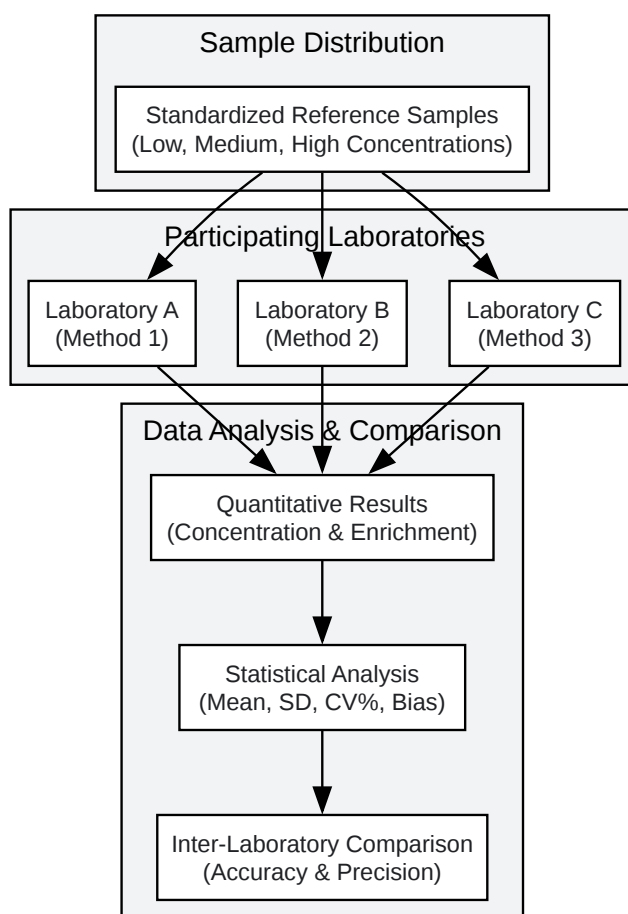 Sample Distribution
Standardized Reference Samples
(Low, Medium, High Concentrations)
Participating Laboratories
Laboratory A
(Method 1)
Laboratory B
(Method 2)
Laboratory C
(Method 3)
Data Analysis & Comparison
Quantitative Results
(Concentration & Enrichment)
Statistical Analysis
(Mean, SD, CV%, Bias)
Inter-Laboratory Comparison
(Accuracy & Precision)